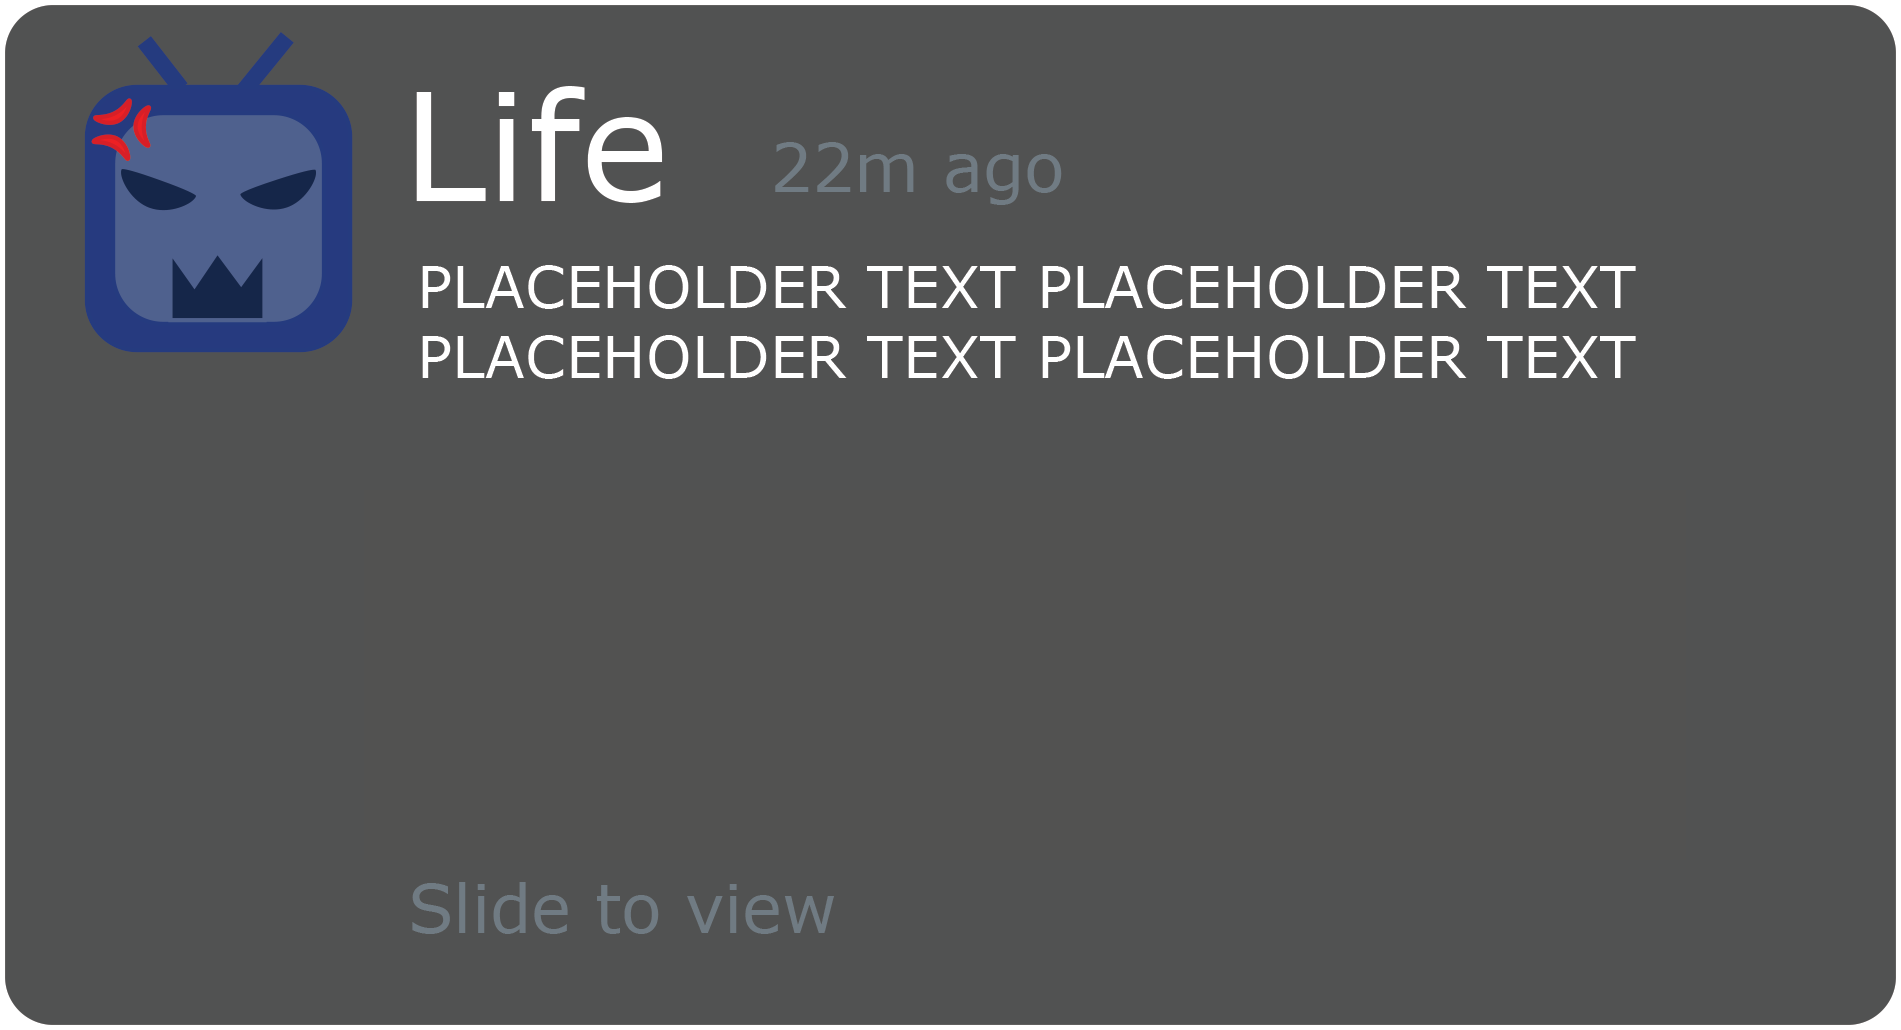 Life
22m ago
PLACEHOLDER TEXT PLACEHOLDER TEXT
PLACEHOLDER TEXT PLACEHOLDER TEXT
Slide to view